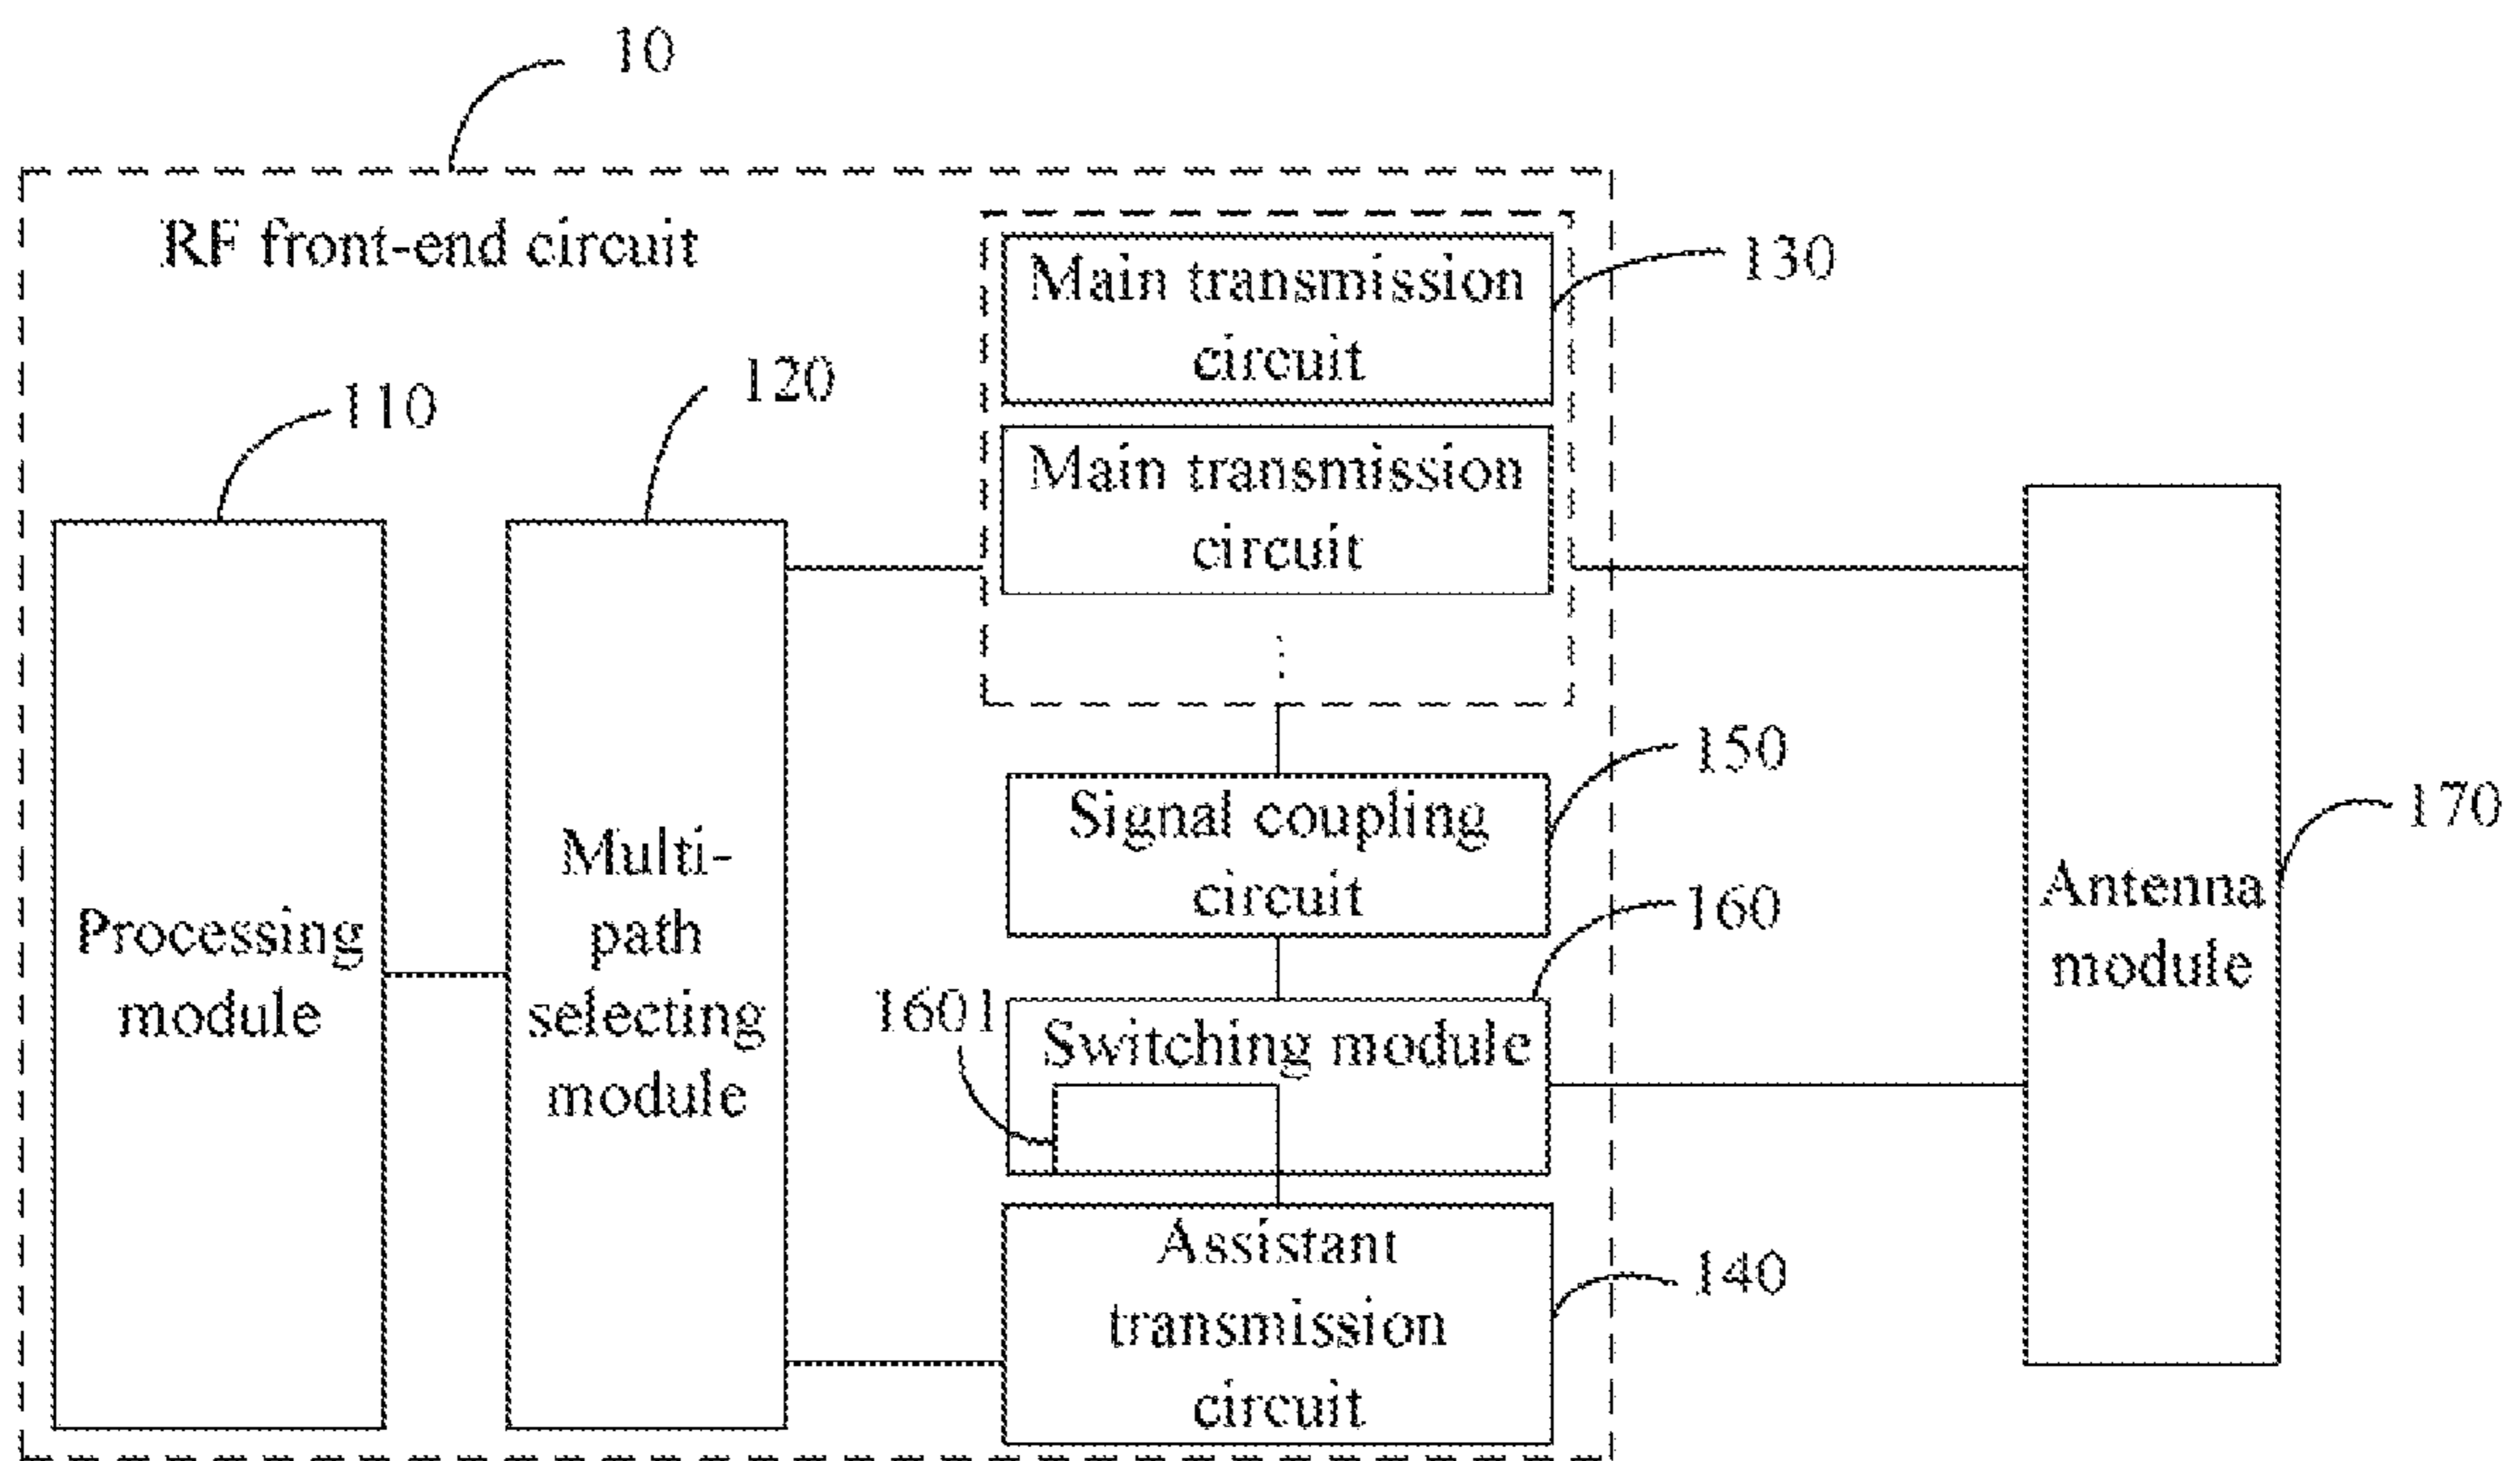 10
RF front-end circuit
Main transmission
circuit
130
Main transmission
circuit
110
120
Processing
module
Multi-
path
selecting
module
Signal coupling
circuit
150
160
1601
Switching module
Assistant
transmission
circuit
140
Antenna
module
170